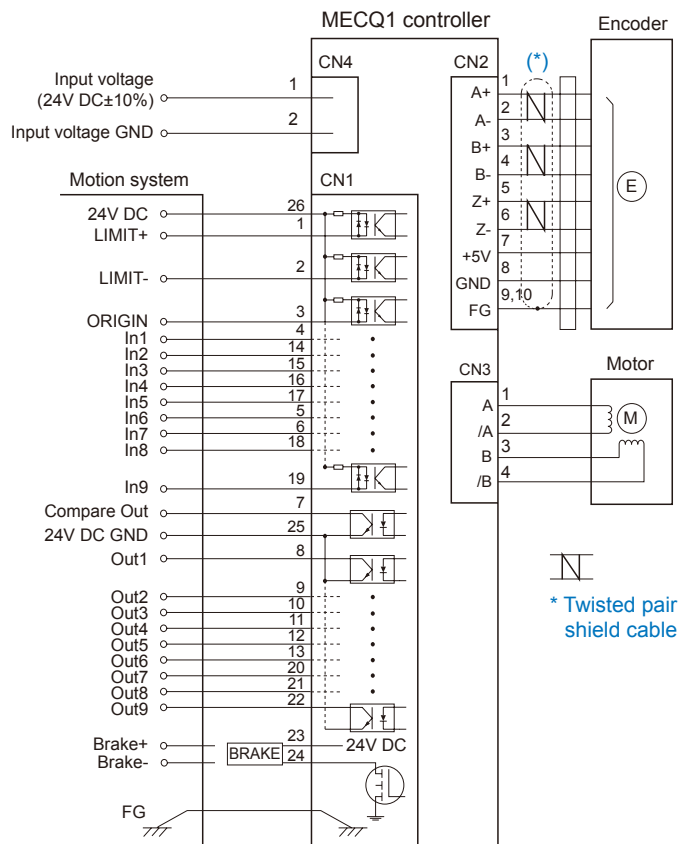 MECQ1 controller
Encoder
CN4
CN2
(*)
Input voltage
(24V DC±10%)
1
Input voltage GND
2
A+
1
A-
2
B+
3
B-
4
Z+
5
Z-
6
+5V
7
GND
8
FG
9,10
E
Motion system
CN1
24V DC
26
LIMIT+
1
LIMIT-
2
ORIGIN
3
In1
4
In2
14
In3
15
In4
16
In5
17
In6
5
In7
6
In8
18
In9
19
Compare Out
7
24V DC GND
25
Out1
8
Out2
9
Out3
10
Out4
11
Out5
12
Out6
13
Out7
20
Out8
21
Out9
22
Brake+
23
24V DC
Brake-
24
BRAKE
FG
CN3
Motor
A
1
/A
2
B
3
/B
4
M
* Twisted pair
shield cable